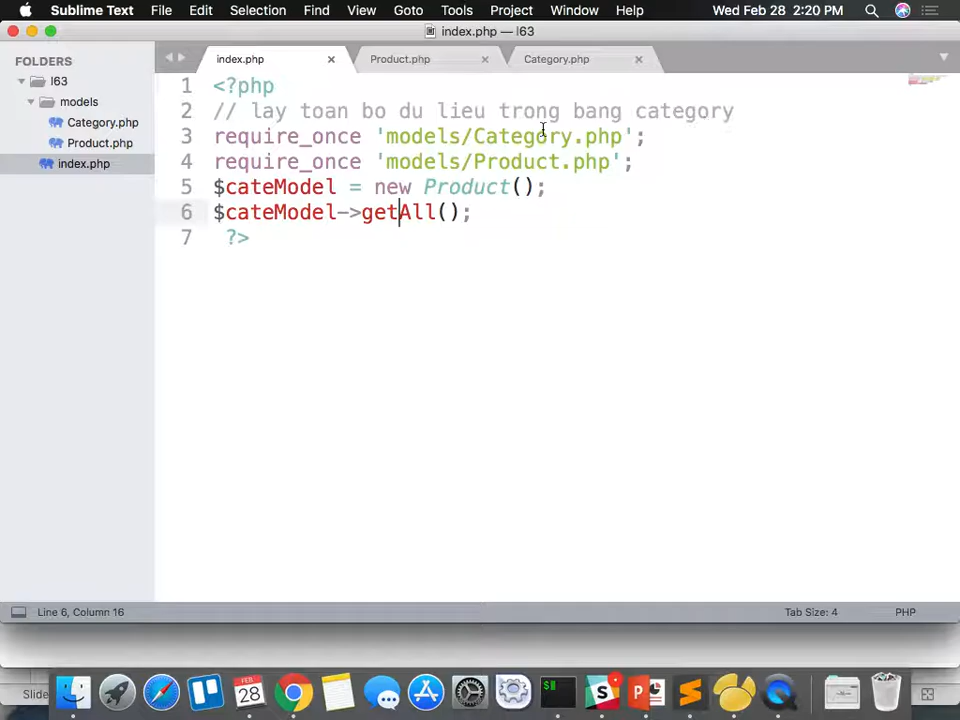 Sublime Text File Edit Selection Find Goto Tools Project Window Help Wed Feb 28 2:20 PM
index.php — l63
FOLDERS
l63
models
Category.php
Product.php
index.php
index.php Product.php Category.php
1 <?php
2 // lay toan bo du lieu trong bang category
3 require_once 'models/Category.php';
4 require_once 'models/Product.php';
5 $cateModel = new Product();
6 $cateModel->getAll();
7 ?>
Line 6, Column 16 Tab Size: 4 PHP
Slide
FEB
28